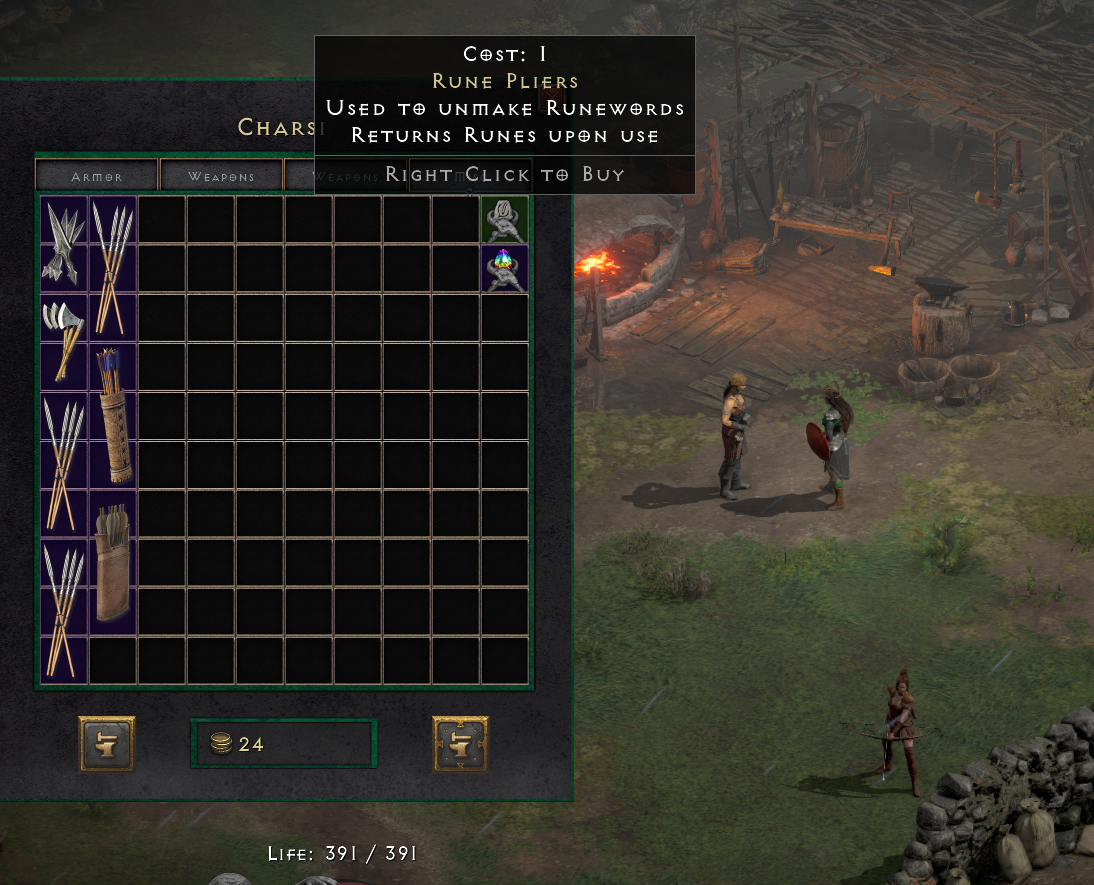 Cost: 1
Rune Pliers
Used to unmake Runewords
Returns Runes upon use
Right Click to Buy
Charsi
Armor
Weapons
Weapons
24
Life: 391 / 391